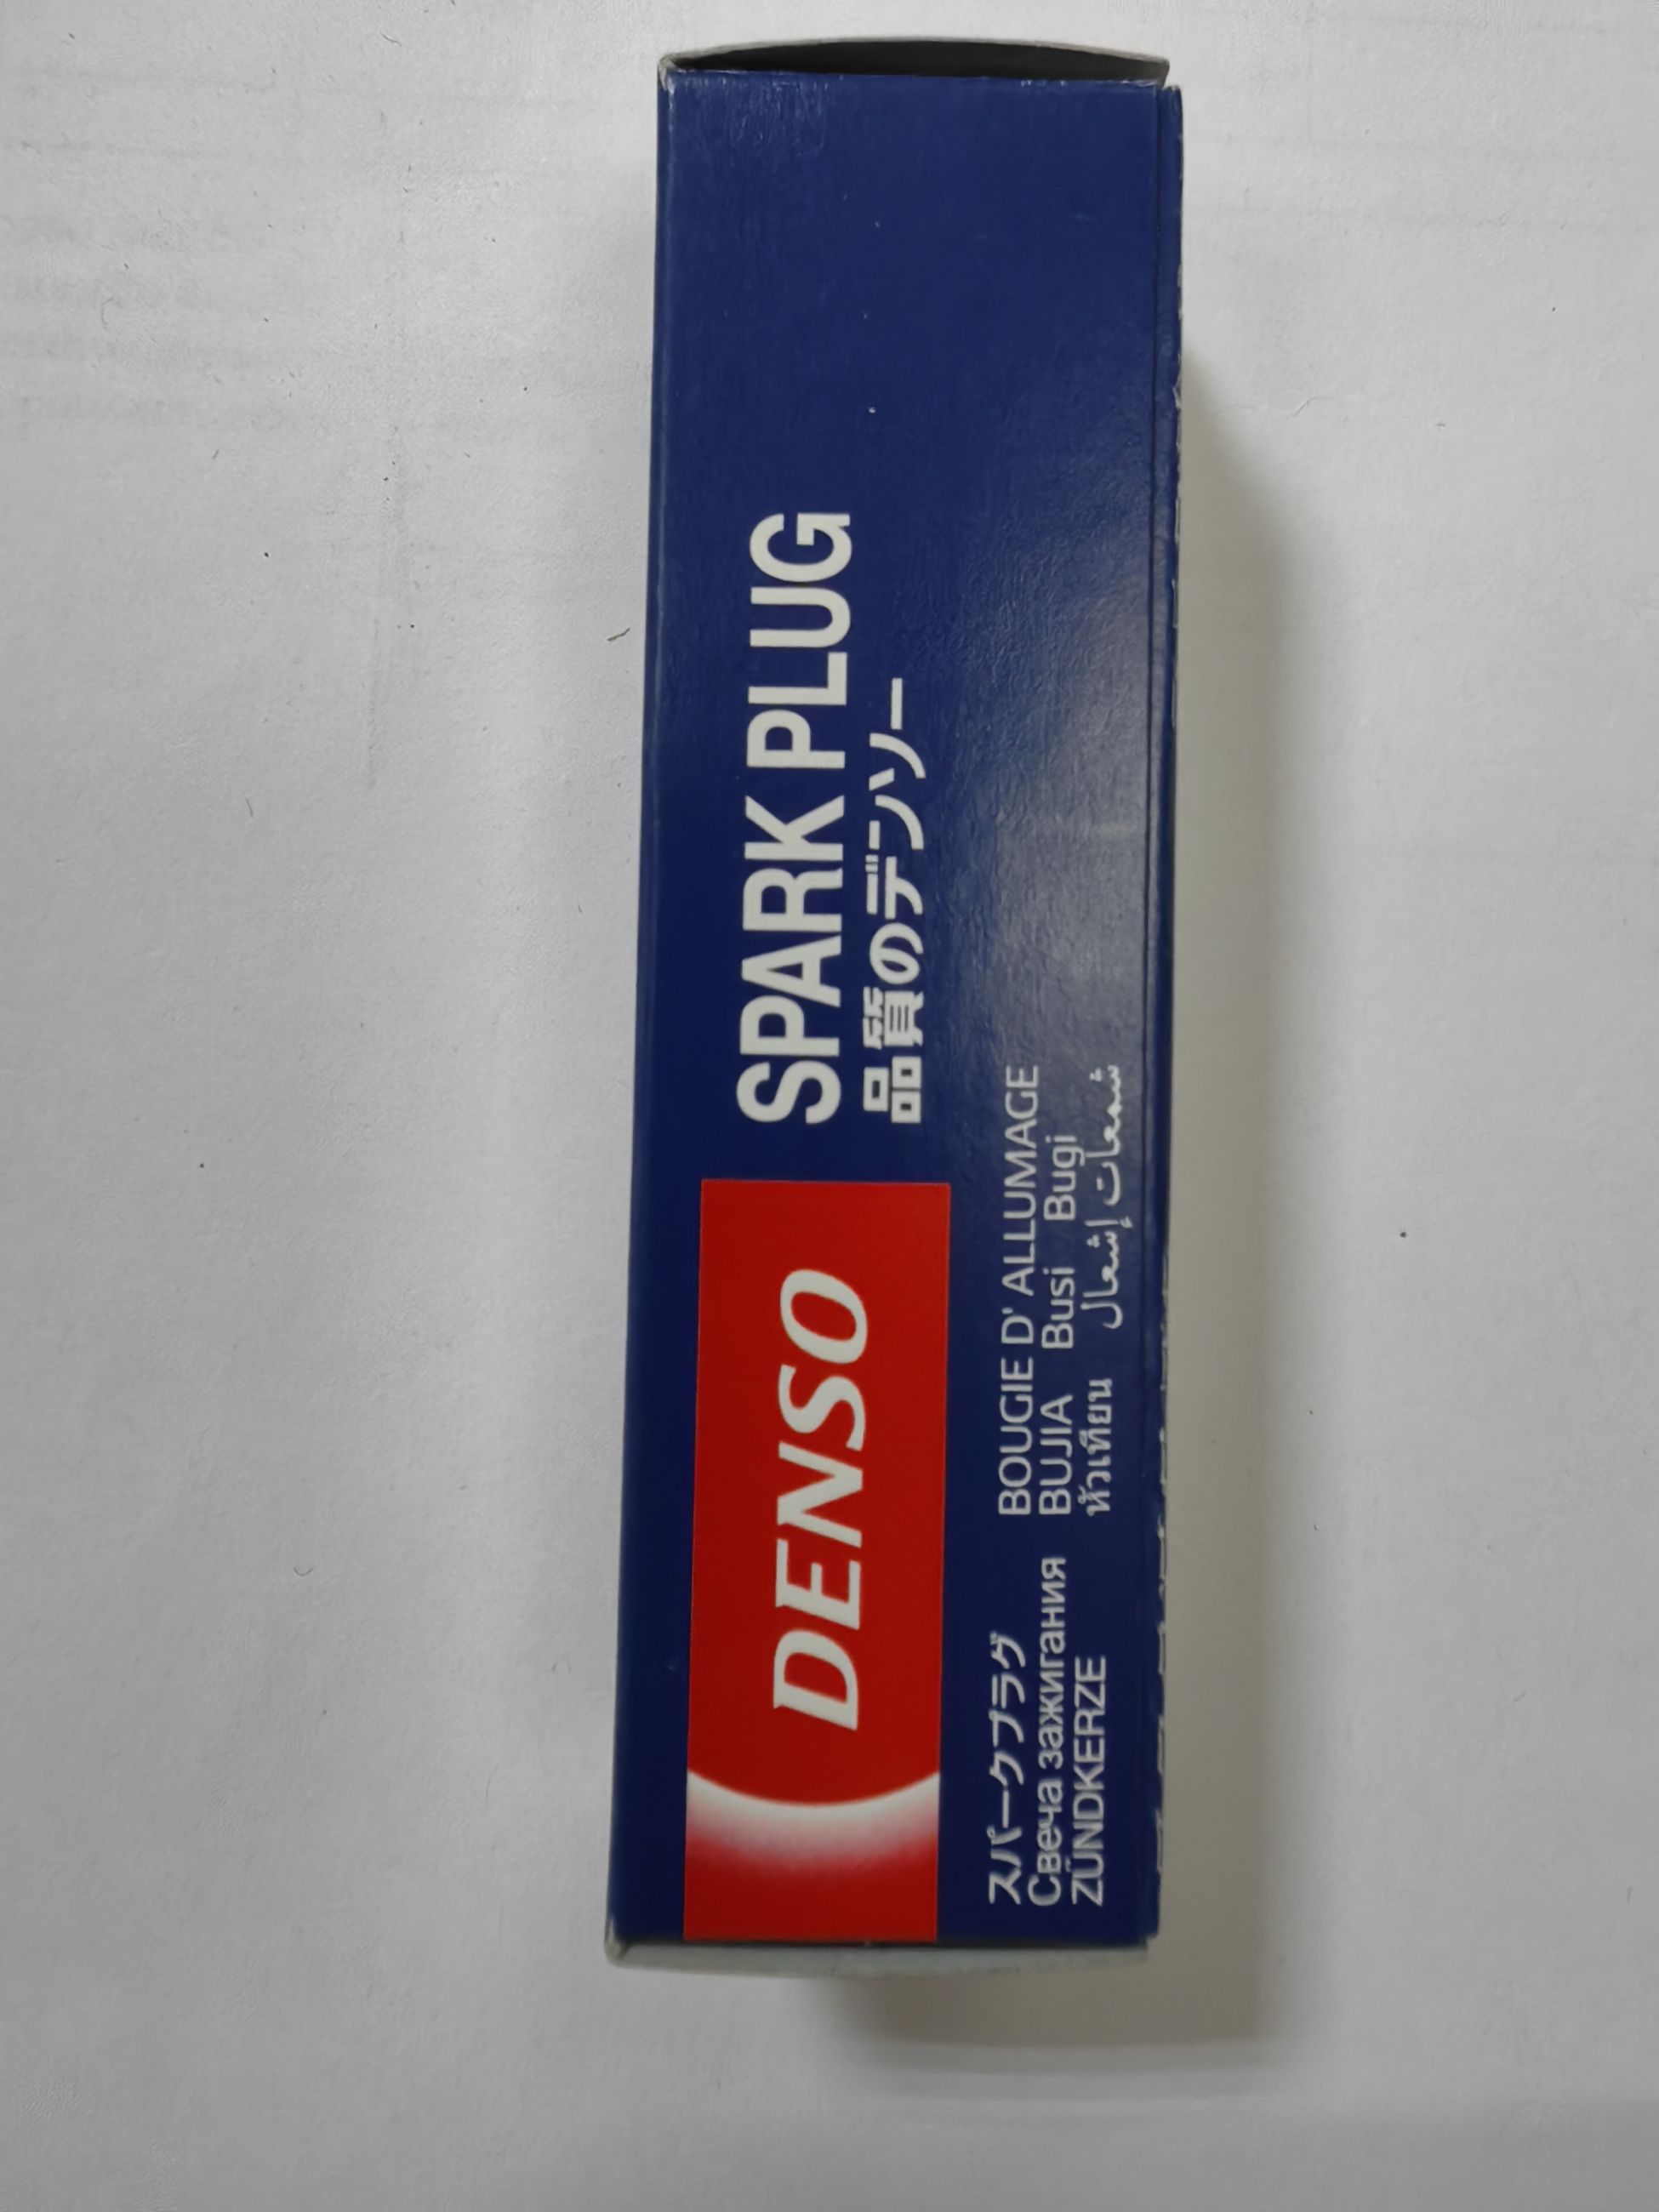 DENSO
SPARK PLUG
品質のデンソー
スパークプラグ
Свеча зажигания
ZÜNDKERZE
BOUGIE D' ALLUMAGE
BUJIA Busi Bugi
หัวเทียน شمعات إشعال